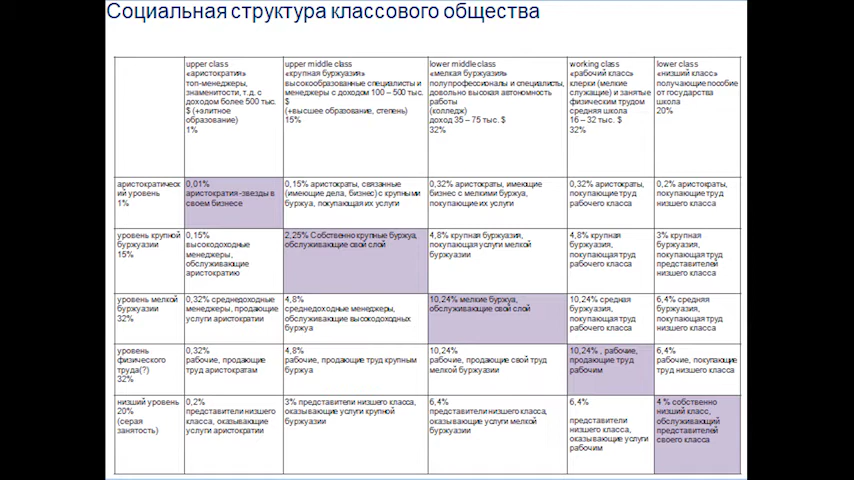 Социальная структура классового общества
upper class
«аристократия»
топ-менеджеры,
знаменитости, т.д. с
доходом более 500 тыс.
$ (+элитное
образование)
1%
upper middle class
«крупная буржуазия»
высокообразованные специалисты и
менеджеры с доходом 100 – 500 тыс.
$
(+высшее образование, степень)
15%
lower middle class
«мелкая буржуазия»
полупрофессионалы и специалисты,
довольно высокая автономность
работы
(колледж)
доход 35 – 75 тыс. $
32%
working class
«рабочий класс»
клерки (мелкие
служащие) и занятые
физическим трудом
средняя школа
16 – 32 тыс. $
32%
lower class
«низший класс»
получающие пособие
от государства
школа
20%
аристократическ
ий уровень
1%
0,01%
аристократия-звезды в
своем бизнесе
0,15% аристократы, связанные
(имеющие дела, бизнес) с крупными
буржуа, покупающая их услуги
0,32% аристократы, имеющие
бизнес с мелкими буржуа,
покупающие их услуги
0,32% аристократы,
покупающие труд
рабочего класса
0,2% аристократы,
покупающие труд
низшего класса
уровень крупной
буржуазии
15%
0,15%
высокодоходные
менеджеры,
обслуживающие
аристократию
2,25% Собственно крупные буржуа,
обслуживающие свой слой
4,8% крупная буржуазия,
покупающая услуги мелкой
буржуазии
4,8% крупная
буржуазия,
покупающая труд
рабочего класса
3% крупная
буржуазия,
покупающая труд
представителей
низшего класса
уровень мелкой
буржуазии
32%
0,32% среднедоходные
менеджеры, продающие
услуги аристократии
4,8%
среднедоходные менеджеры,
обслуживающие высокодоходных
буржуа
10,24% мелкие буржуа,
обслуживающие свой слой
10,24% средняя
буржуазия,
покупающая труд
рабочего класса
6,4% средняя
буржуазия,
покупающая труд
низшего класса
уровень
физического
труда(?)
32%
0,32%
рабочие, продающие
труд аристократам
4,8%
рабочие, продающие труд крупным
буржуа
10,24%
рабочие, продающие свой труд
мелкой буржуазии
10,24% , рабочие,
продающие труд
рабочим
6,4%
рабочие, покупающие
труд низшего класса
низший уровень
20%
(серая
занятость)
0,2%
представители низшего
класса, оказывающие
услуги аристократии
3% представители низшего класса,
оказывающие услуги крупной
буржуазии
6,4%
представители низшего класса,
оказывающие услуги мелкой
буржуазии
6,4%
представители
низшего класса,
оказывающие услуги
рабочим
4 % собственно
низший класс,
обслуживающий
представителей
своего класса